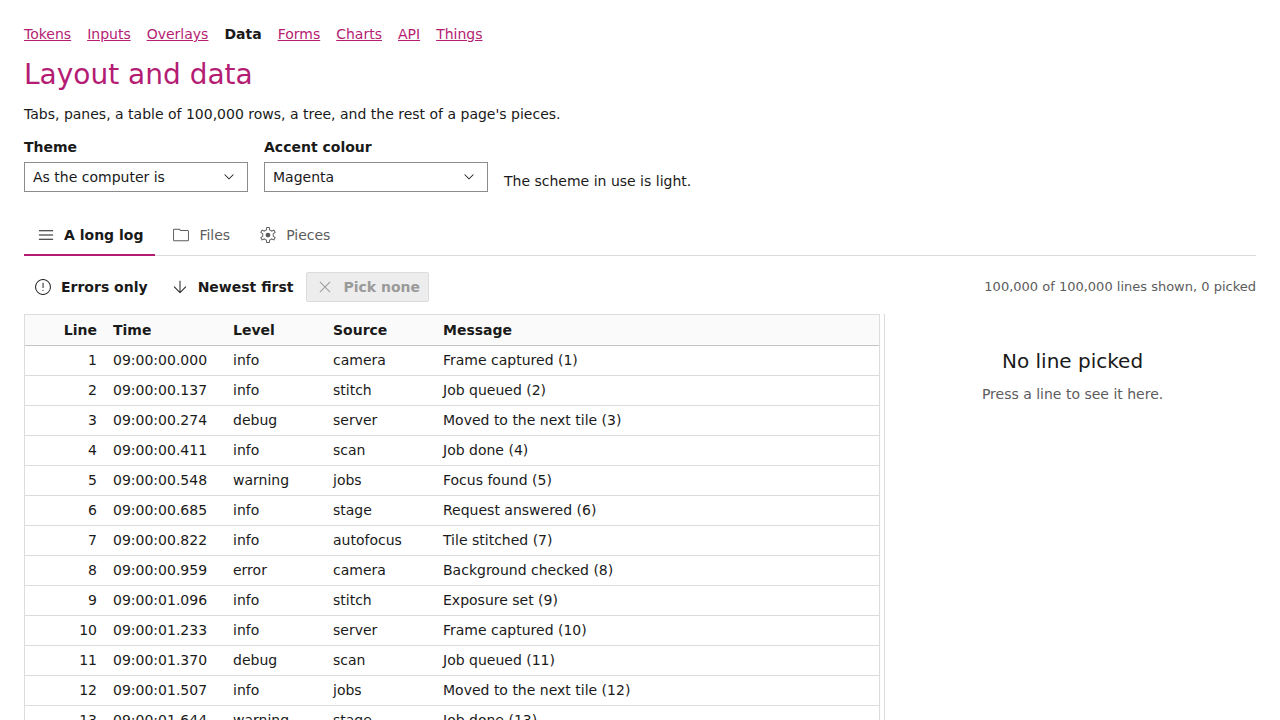 Tokens Inputs Overlays Data Forms Charts API Things
Layout and data
Tabs, panes, a table of 100,000 rows, a tree, and the rest of a page's pieces.
Theme Accent colour
As the computer is Magenta The scheme in use is light.
A long log Files Pieces
Errors only Newest first Pick none 100,000 of 100,000 lines shown, 0 picked
Line Time Level Source Message
1 09:00:00.000 info camera Frame captured (1)
2 09:00:00.137 info stitch Job queued (2)
3 09:00:00.274 debug server Moved to the next tile (3)
4 09:00:00.411 info scan Job done (4)
5 09:00:00.548 warning jobs Focus found (5)
6 09:00:00.685 info stage Request answered (6)
7 09:00:00.822 info autofocus Tile stitched (7)
8 09:00:00.959 error camera Background checked (8)
9 09:00:01.096 info stitch Exposure set (9)
10 09:00:01.233 info server Frame captured (10)
11 09:00:01.370 debug scan Job queued (11)
12 09:00:01.507 info jobs Moved to the next tile (12)
13 09:00:01.644 warning stage Job done (13)
No line picked
Press a line to see it here.